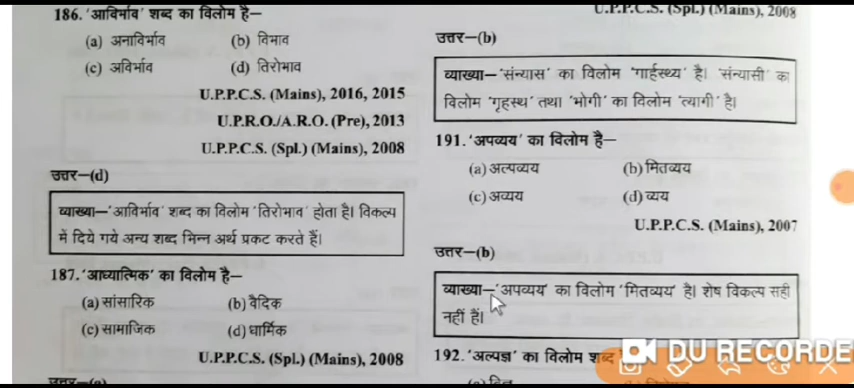 186. 'आविर्भाव' शब्द का विलोम है—
(a) अनाविर्भाव (b) विभाव
(c) अविर्भाव (d) तिरोभाव
U.P.P.C.S. (Mains), 2016, 2015
U.P.R.O./A.R.O. (Pre), 2013
U.P.P.C.S. (Spl.) (Mains), 2008
उत्तर—(d)
व्याख्या—'आविर्भाव' शब्द का विलोम 'तिरोभाव' होता है। विकल्प
में दिये गये अन्य शब्द भिन्न अर्थ प्रकट करते हैं।
187. 'आध्यात्मिक' का विलोम है—
(a) सांसारिक (b) वैदिक
(c) सामाजिक (d) धार्मिक
U.P.P.C.S. (Spl.) (Mains), 2008
उत्तर—(a)
U.P.P.C.S. (Spl.) (Mains), 2008
उत्तर—(b)
व्याख्या—'संन्यास' का विलोम 'गार्हस्थ्य' है। 'संन्यासी' का
विलोम 'गृहस्थ' तथा 'भोगी' का विलोम 'त्यागी' है।
191. 'अपव्यय' का विलोम है—
(a) अल्पव्यय (b) मितव्यय
(c) अव्यय (d) व्यय
U.P.P.C.S. (Mains), 2007
उत्तर—(b)
व्याख्या—'अपव्यय' का विलोम 'मितव्यय' है। शेष विकल्प सही
नहीं हैं।
192. 'अल्पज्ञ' का विलोम शब्द
DU RECORDE